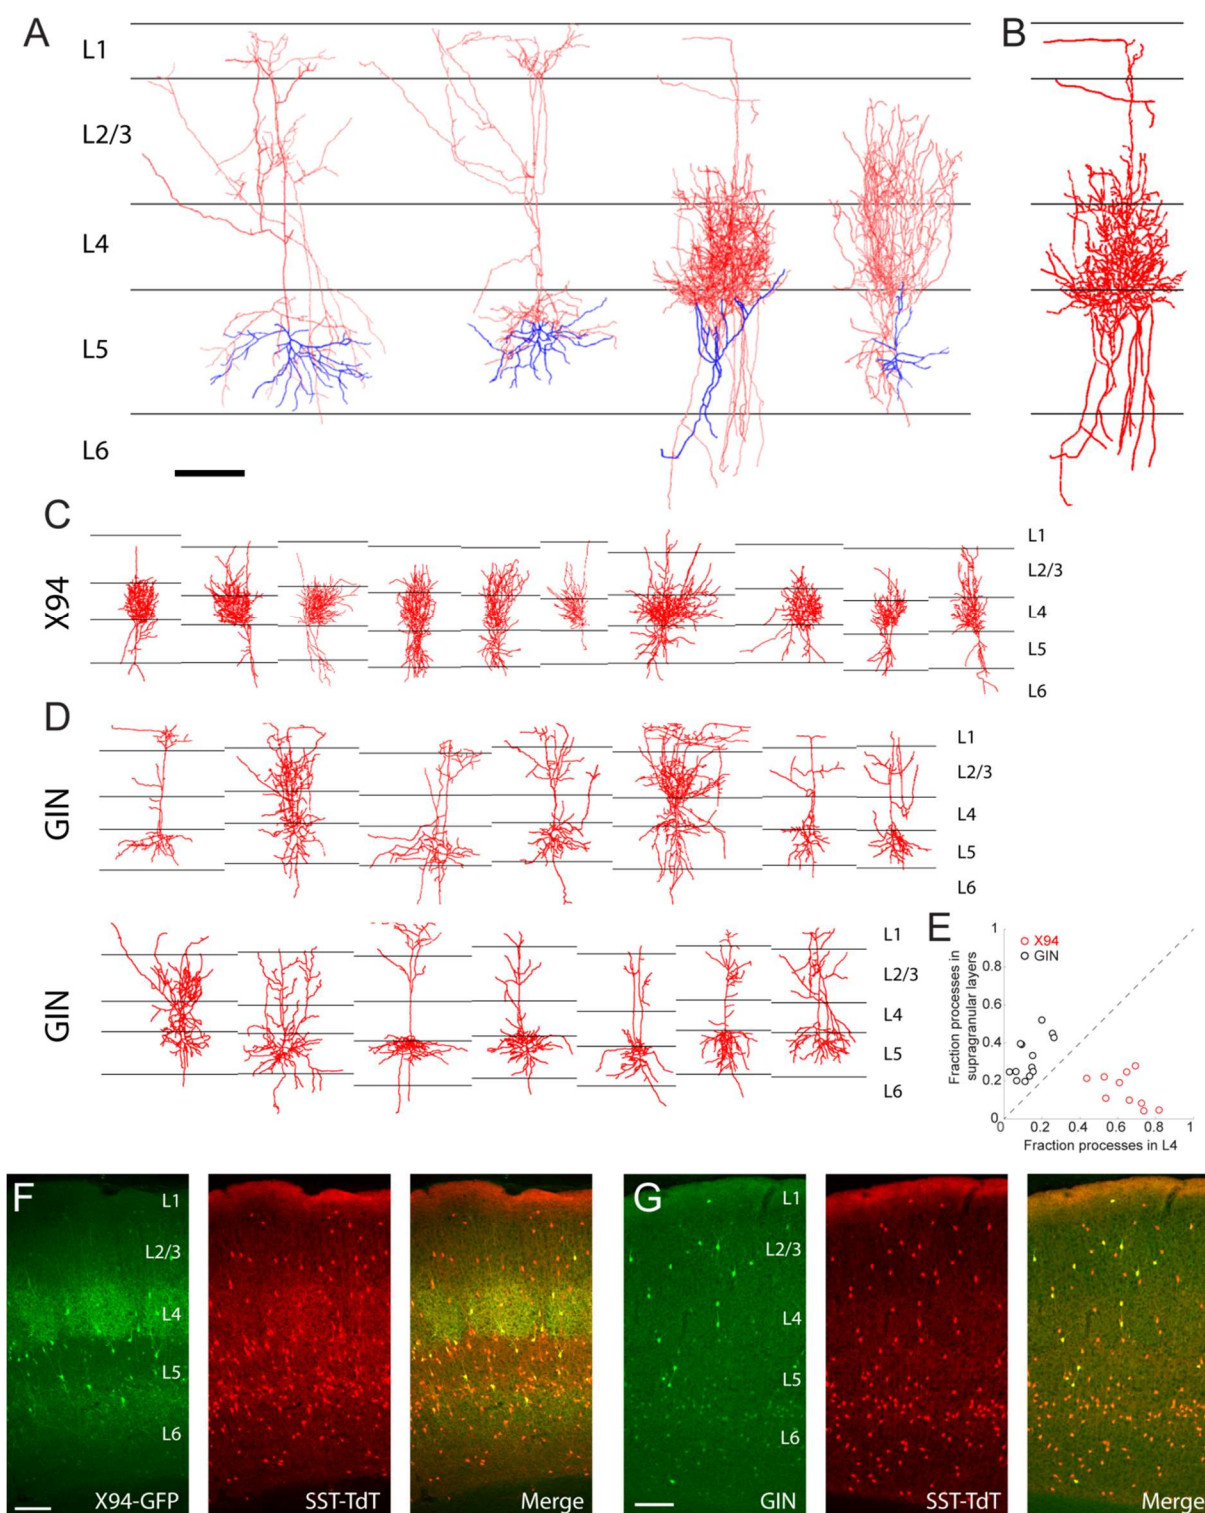 A
B
L1
L2/3
L4
L5
L6
C
X94
L1
L2/3
L4
L5
L6
D
GIN
L1
L2/3
L4
L5
L6
GIN
L1
L2/3
L4
L5
L6
E
X94
GIN
Fraction processes in
supragranular layers
1
0.8
0.6
0.4
0.2
0
0 0.2 0.4 0.6 0.8 1
Fraction processes in L4
F
L1
L2/3
L4
L5
L6
X94-GFP
SST-TdT
Merge
G
L1
L2/3
L4
L5
L6
GIN
SST-TdT
Merge